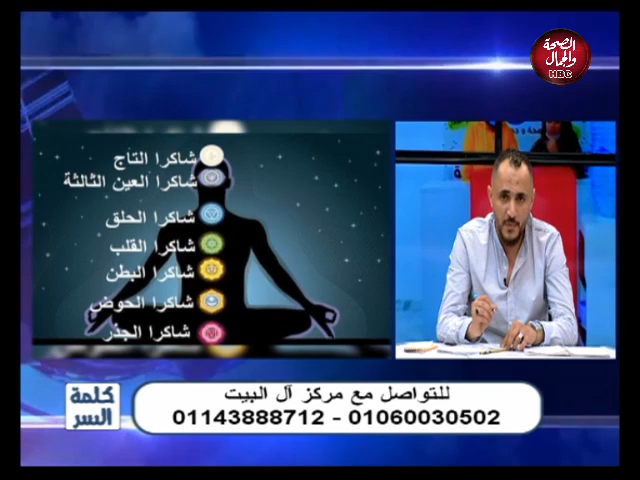 الصحة
والجمال
HBC
شاكرا التاج
شاكرا العين الثالثة
شاكرا الحلق
شاكرا القلب
شاكرا البطن
شاكرا الحوض
شاكرا الجذر
كلمة
السر
للتواصل مع مركز آل البيت
01143888712 - 01060030502